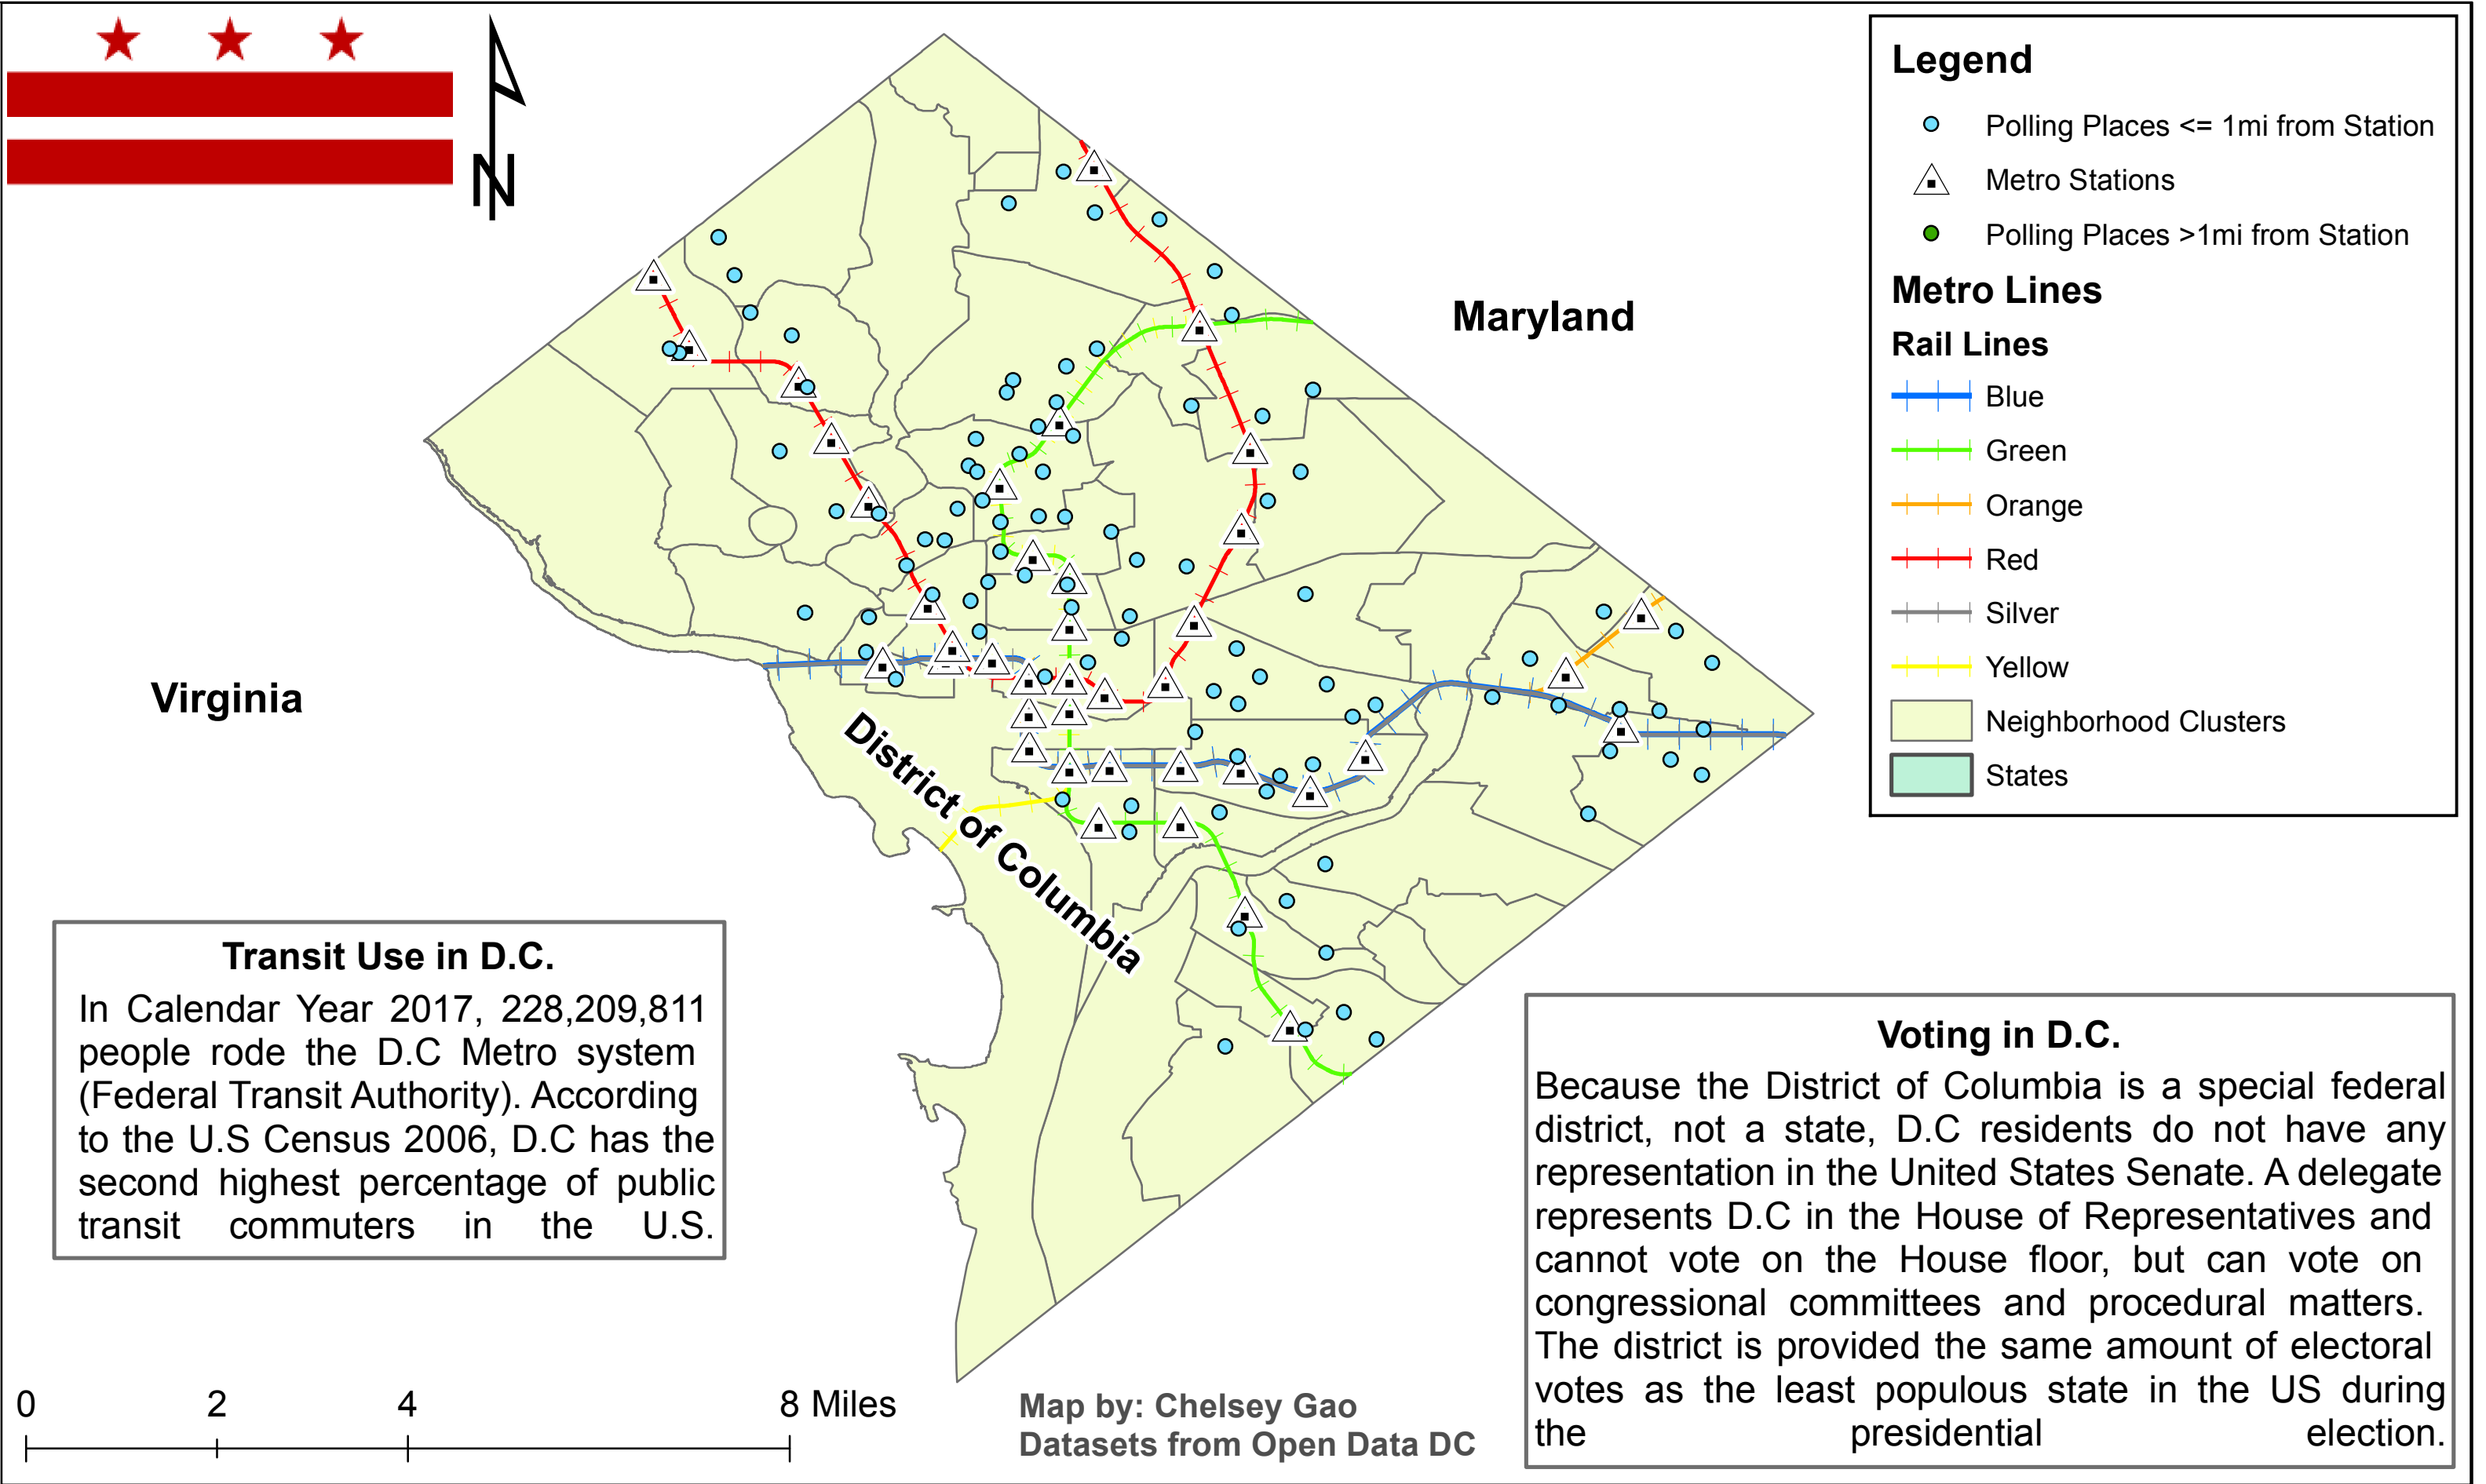 N
Legend
Polling Places <= 1mi from Station
Metro Stations
Polling Places >1mi from Station
Metro Lines
Rail Lines
Blue
Green
Orange
Red
Silver
Yellow
Neighborhood Clusters
States
Maryland
Virginia
District of Columbia
Transit Use in D.C.
In Calendar Year 2017, 228,209,811
people rode the D.C Metro system
(Federal Transit Authority). According
to the U.S Census 2006, D.C has the
second highest percentage of public
transit commuters in the U.S.
Voting in D.C.
Because the District of Columbia is a special federal
district, not a state, D.C residents do not have any
representation in the United States Senate. A delegate
represents D.C in the House of Representatives and
cannot vote on the House floor, but can vote on
congressional committees and procedural matters.
The district is provided the same amount of electoral
votes as the least populous state in the US during
the presidential election.
0 2 4 8 Miles
Map by: Chelsey Gao
Datasets from Open Data DC